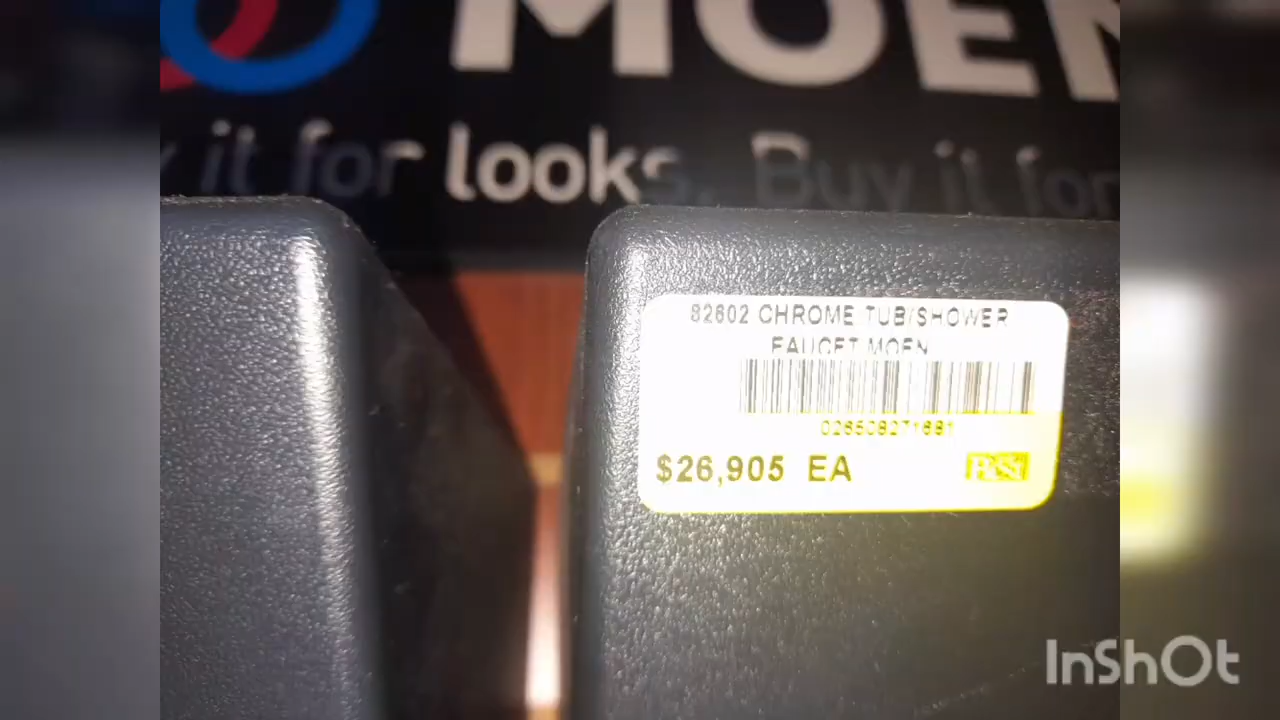 MOEN
it for looks. Buy it for
82602 CHROME TUB/SHOWER
FAUCET MOEN
026508271681
$26,905 EA
InShOt